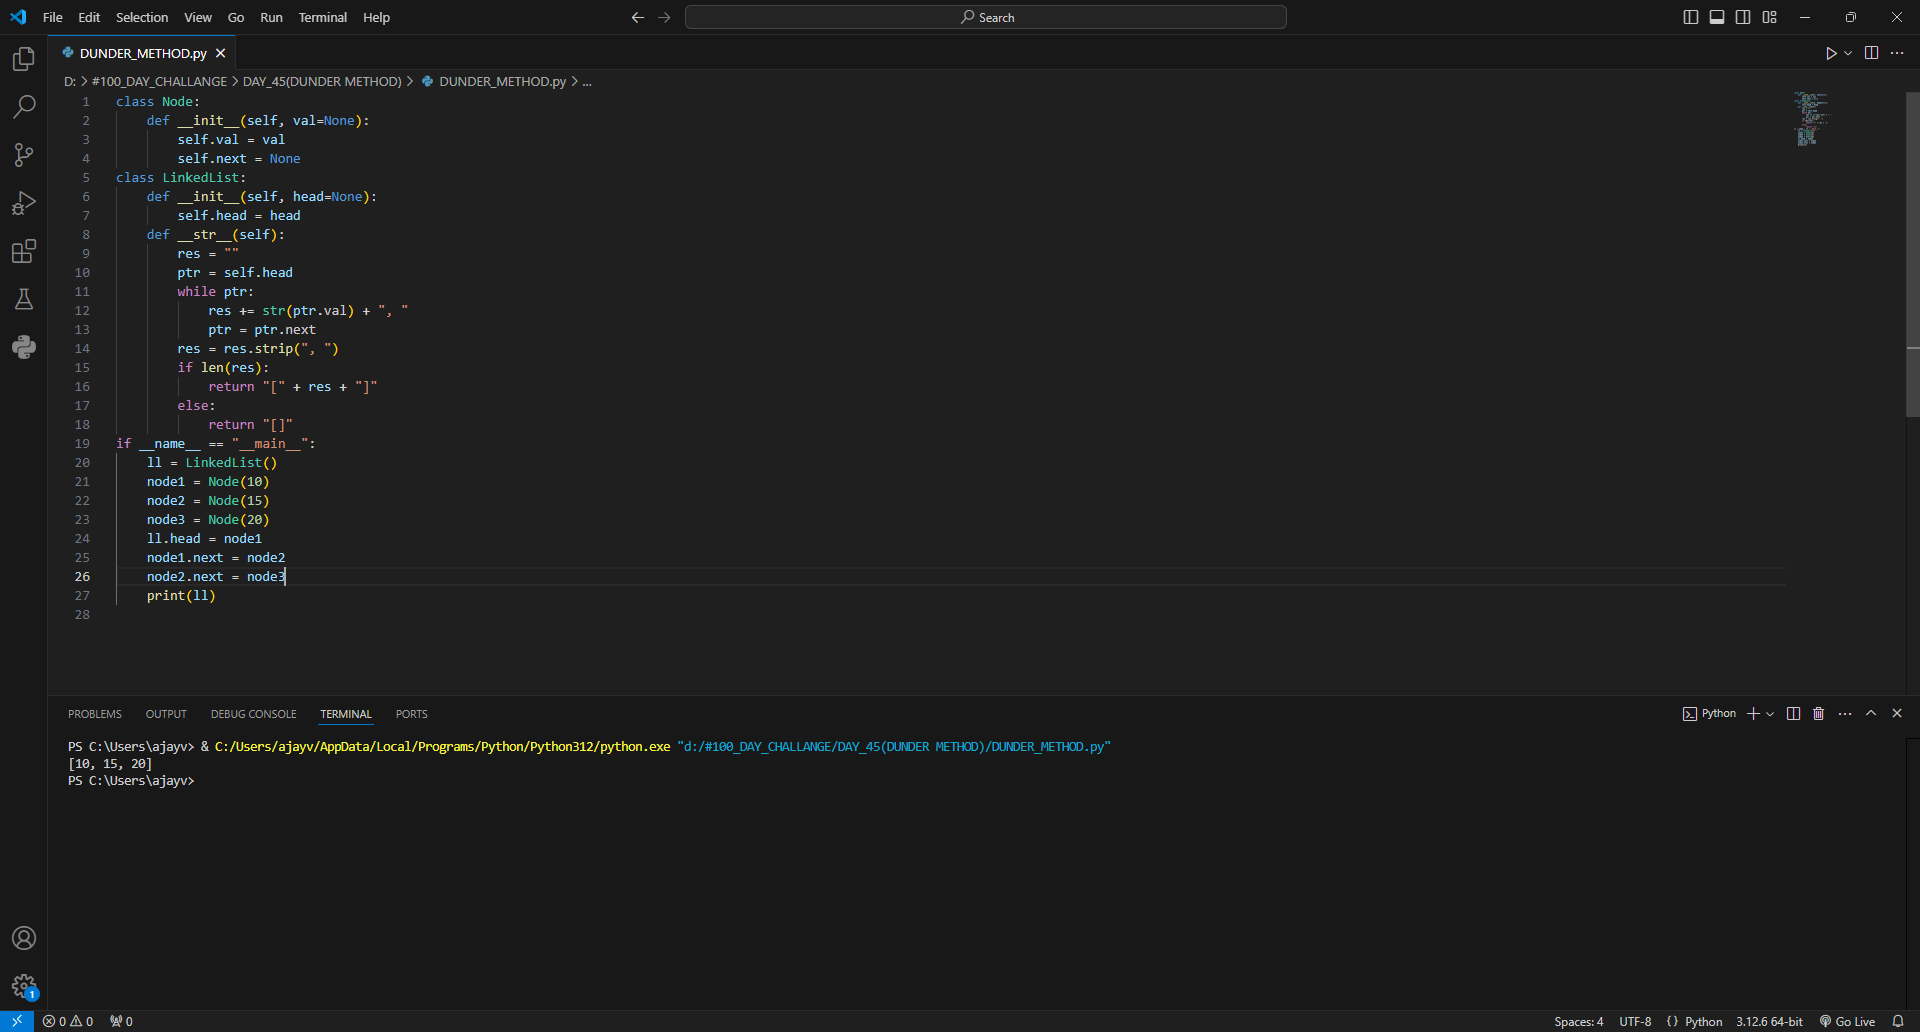 File Edit Selection View Go Run Terminal Help
Search
DUNDER_METHOD.py
D: > #100_DAY_CHALLANGE > DAY_45(DUNDER METHOD) > DUNDER_METHOD.py > ...
1 class Node:
2     def __init__(self, val=None):
3         self.val = val
4         self.next = None
5 class LinkedList:
6     def __init__(self, head=None):
7         self.head = head
8     def __str__(self):
9         res = ""
10         ptr = self.head
11         while ptr:
12             res += str(ptr.val) + ", "
13             ptr = ptr.next
14         res = res.strip(", ")
15         if len(res):
16             return "[" + res + "]"
17         else:
18             return "[]"
19 if __name__ == "__main__":
20     ll = LinkedList()
21     node1 = Node(10)
22     node2 = Node(15)
23     node3 = Node(20)
24     ll.head = node1
25     node1.next = node2
26     node2.next = node3
27     print(ll)
28
PROBLEMS OUTPUT DEBUG CONSOLE TERMINAL PORTS
Python
PS C:\Users\ajayv> & C:/Users/ajayv/AppData/Local/Programs/Python/Python312/python.exe "d:/#100_DAY_CHALLANGE/DAY_45(DUNDER METHOD)/DUNDER_METHOD.py"
[10, 15, 20]
PS C:\Users\ajayv>
1
0 0 0
Spaces: 4 UTF-8 {} Python 3.12.6 64-bit Go Live